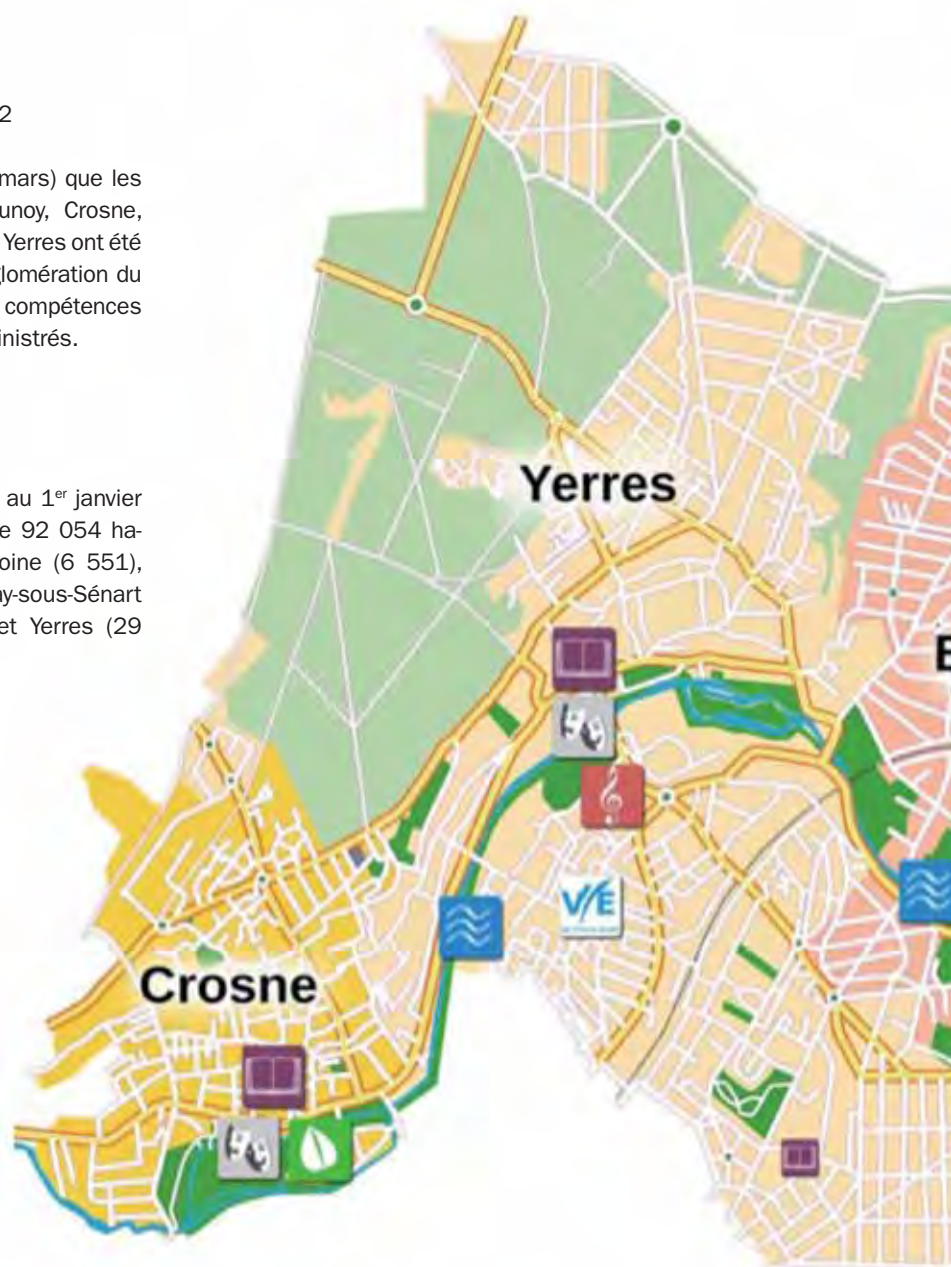 2
mars) que les
unoy, Crosne,
Yerres ont été
glomération du
compétences
inistrés.
au 1er janvier
e 92 054 ha-
oine (6 551),
ay-sous-Sénart
et Yerres (29
Yerres
Crosne